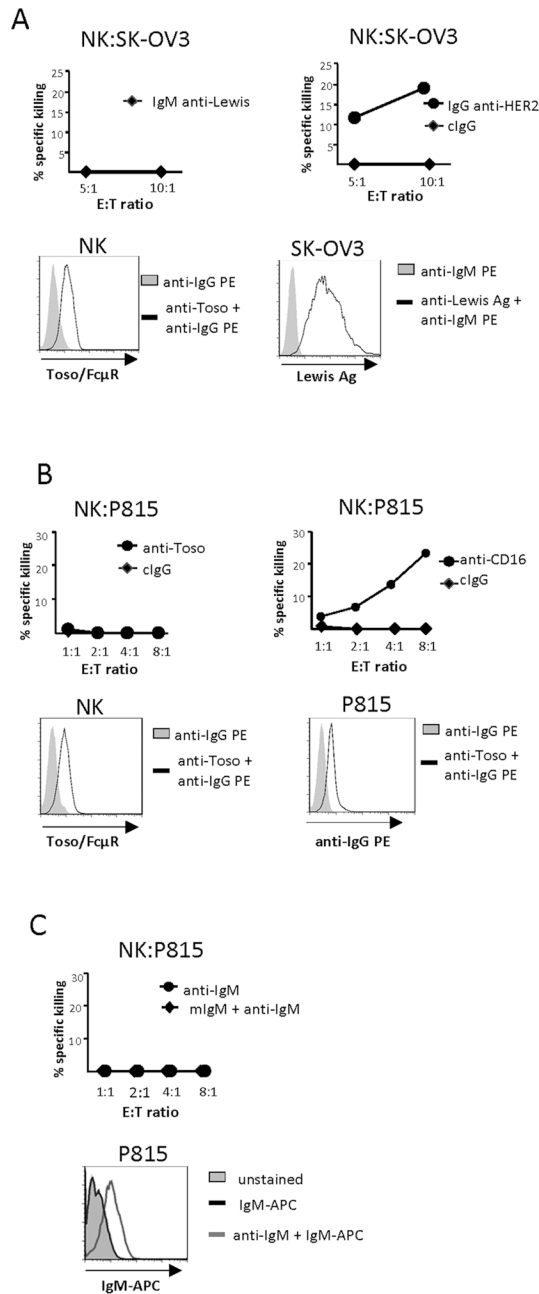 A
NK:SK-OV3
% specific killing
25
20
15
10
5
IgM anti-Lewis
5:1
10:1
E:T ratio
NK:SK-OV3
% specific killing
25
20
15
10
5
IgG anti-HER2
cIgG
5:1
10:1
E:T ratio
NK
anti-IgG PE
anti-Toso +
anti-IgG PE
Toso/FcμR
SK-OV3
anti-IgM PE
anti-Lewis Ag +
anti-IgM PE
Lewis Ag
B
NK:P815
% specific killing
30
20
10
anti-Toso
cIgG
1:1
2:1
4:1
8:1
E:T ratio
NK:P815
% specific killing
30
20
10
anti-CD16
cIgG
1:1
2:1
4:1
8:1
E:T ratio
NK
anti-IgG PE
anti-Toso +
anti-IgG PE
Toso/FcμR
P815
anti-IgG PE
anti-Toso +
anti-IgG PE
anti-IgG PE
C
NK:P815
% specific killing
30
20
10
anti-IgM
mIgM + anti-IgM
1:1
2:1
4:1
8:1
E:T ratio
P815
unstained
IgM-APC
anti-IgM + IgM-APC
IgM-APC